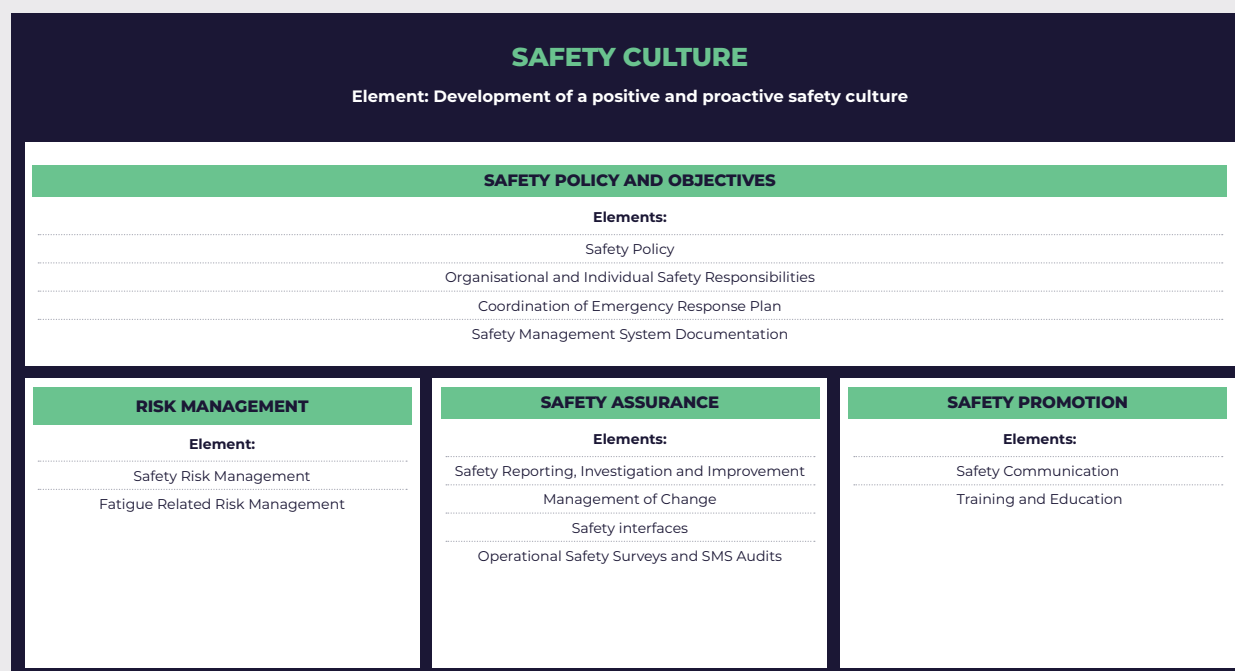 SAFETY CULTURE
Element: Development of a positive and proactive safety culture
SAFETY POLICY AND OBJECTIVES
Elements:
Safety Policy
Organisational and Individual Safety Responsibilities
Coordination of Emergency Response Plan
Safety Management System Documentation
RISK MANAGEMENT
Element:
Safety Risk Management
Fatigue Related Risk Management
SAFETY ASSURANCE
Elements:
Safety Reporting, Investigation and Improvement
Management of Change
Safety interfaces
Operational Safety Surveys and SMS Audits
SAFETY PROMOTION
Elements:
Safety Communication
Training and Education